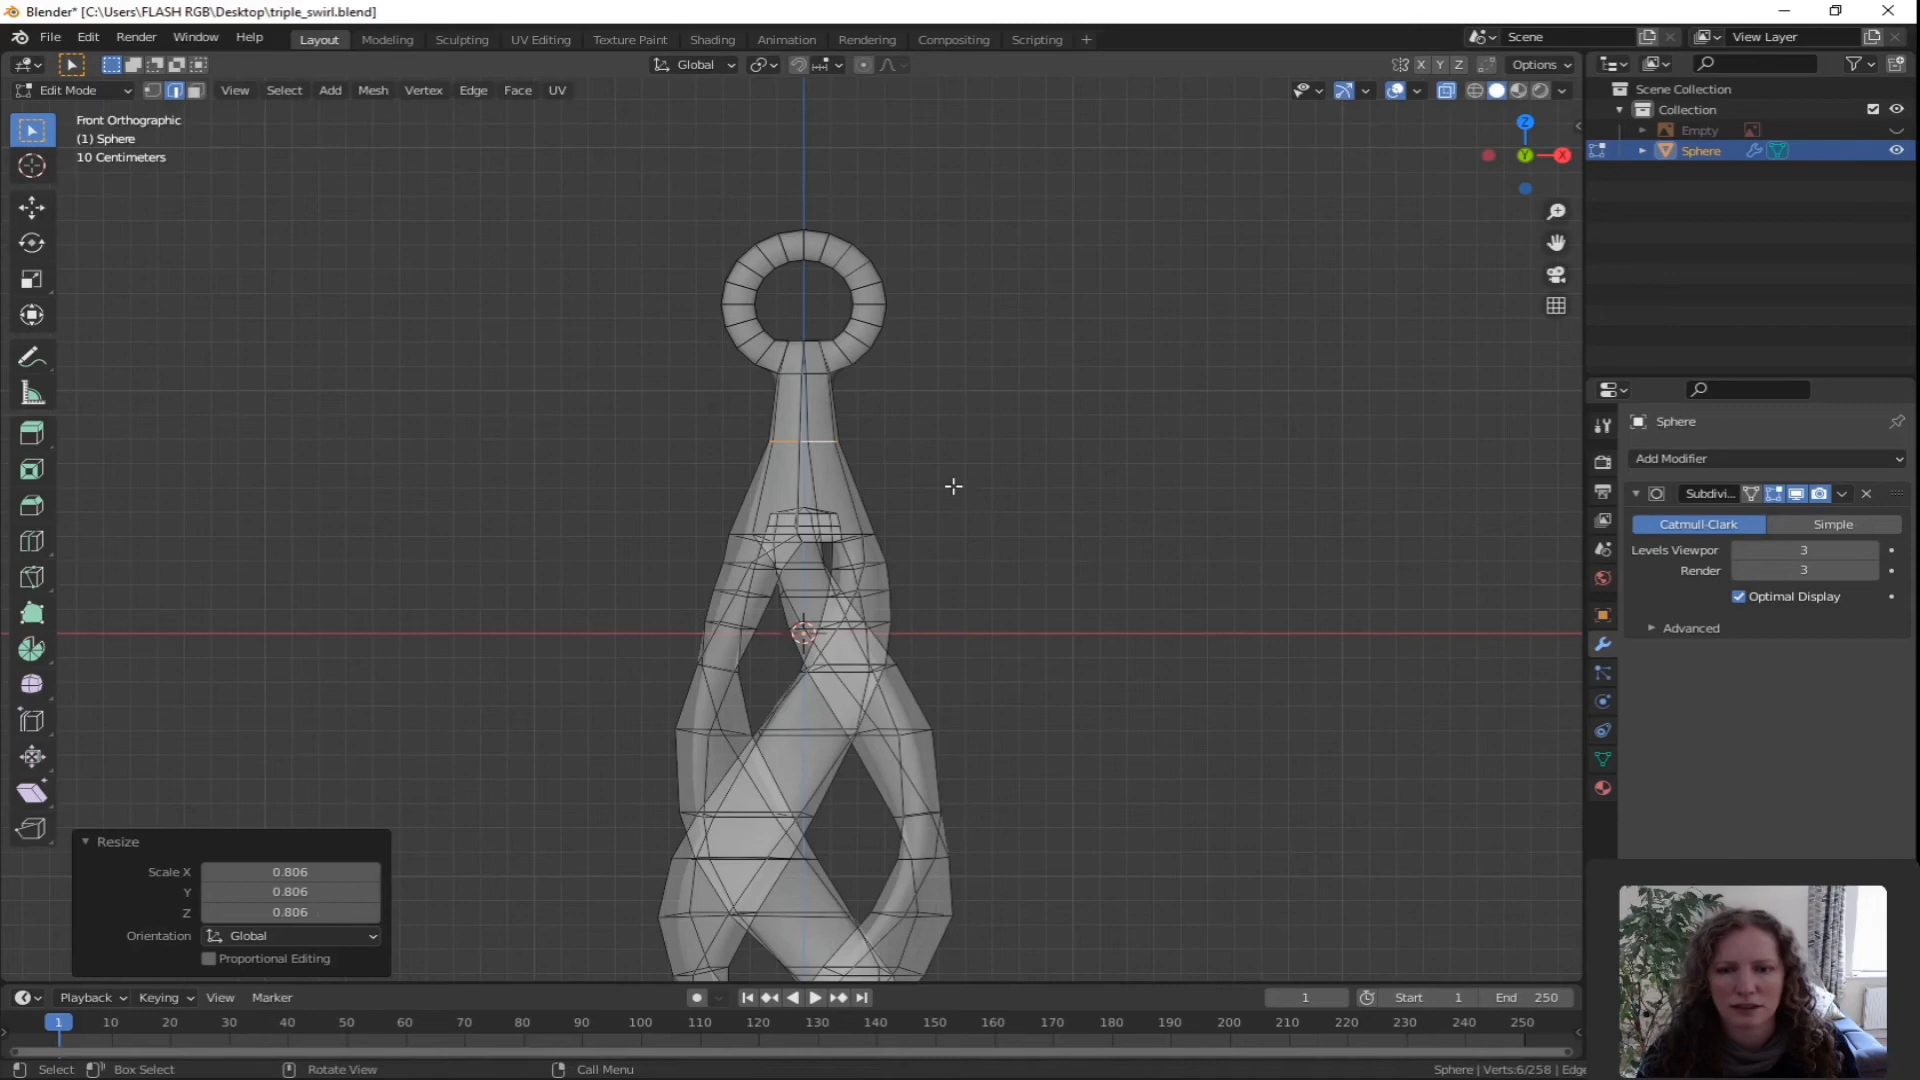 Blender* [C:\Users\FLASH RGB\Desktop\triple_swirl.blend]
File Edit Render Window Help
Layout Modeling Sculpting UV Editing Texture Paint Shading Animation Rendering Compositing Scripting +
Scene
View Layer
Global
X Y Z
Options
Edit Mode
View Select Add Mesh Vertex Edge Face UV
Front Orthographic
(1) Sphere
10 Centimeters
Z
Y
X
Scene Collection
Collection
Empty
Sphere
Sphere
Add Modifier
Subdivi...
Catmull-Clark Simple
Levels Viewpor 3
Render 3
Optimal Display
Advanced
Resize
Scale X 0.806
Y 0.806
Z 0.806
Orientation Global
Proportional Editing
Playback Keying View Marker
1
Start 1
End 250
1 10 20 30 40 50 60 70 80 90 100 110 120 130 140 150 160 170 180 190 200 210 220 230 240 250
Select Box Select Rotate View Call Menu
Sphere | Verts:6/258 | Edge